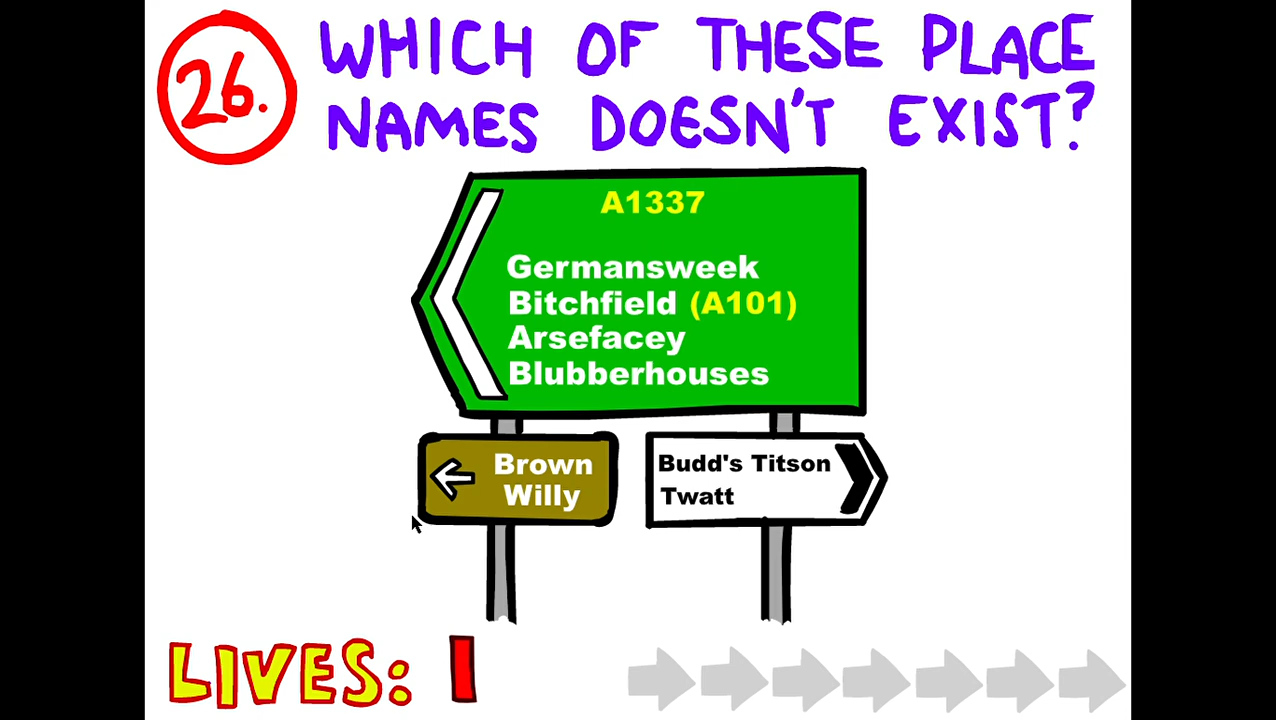 26.
WHICH OF THESE PLACE
NAMES DOESN'T EXIST?
A1337
Germansweek
Bitchfield (A101)
Arsefacey
Blubberhouses
Brown
Willy
Budd's Titson
Twatt
LIVES: 1